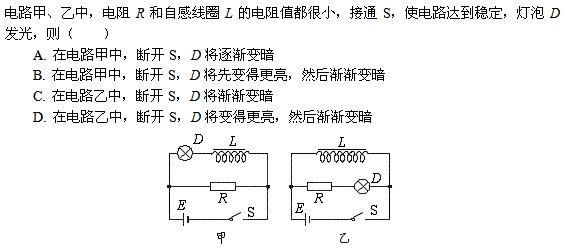 电路甲、乙中，电阻 R 和自感线圈 L 的电阻值都很小，接通 S，使电路达到稳定，灯泡 D
发光，则（　　）
A. 在电路甲中，断开 S，D 将逐渐变暗
B. 在电路甲中，断开 S，D 将先变得更亮，然后渐渐变暗
C. 在电路乙中，断开 S，D 将渐渐变暗
D. 在电路乙中，断开 S，D 将变得更亮，然后渐渐变暗
D L
R
E S
甲
L
R D
E S
乙